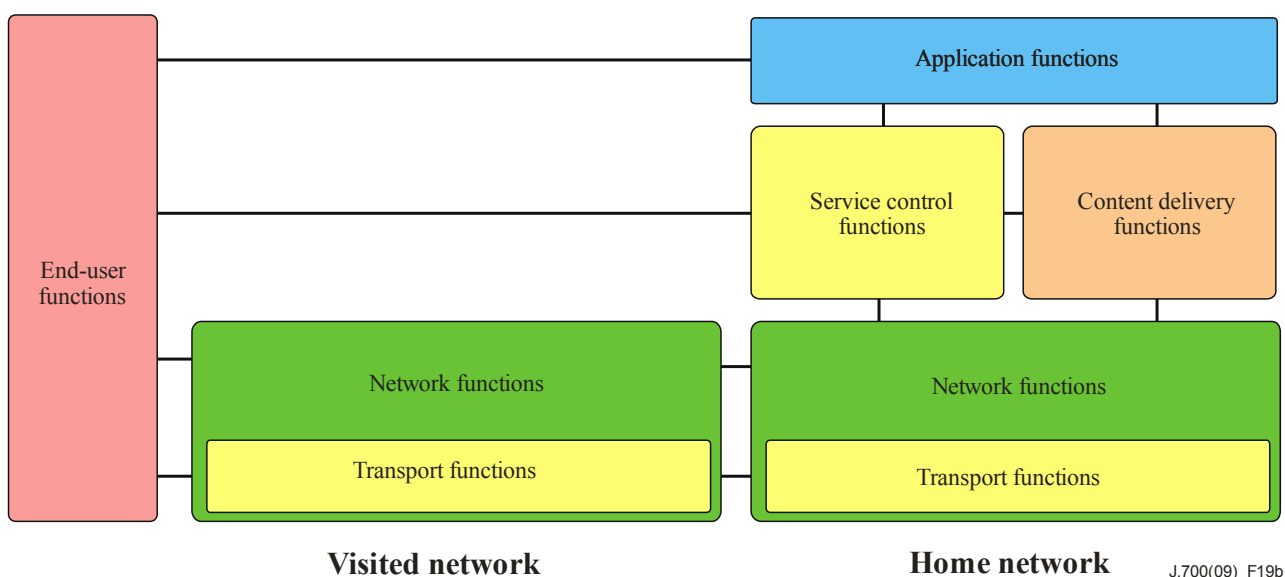 Application functions
Service control
functions
Content delivery
functions
End-user
functions
Network functions
Network functions
Transport functions
Transport functions
Visited network
Home network
J.700(09)_F19b